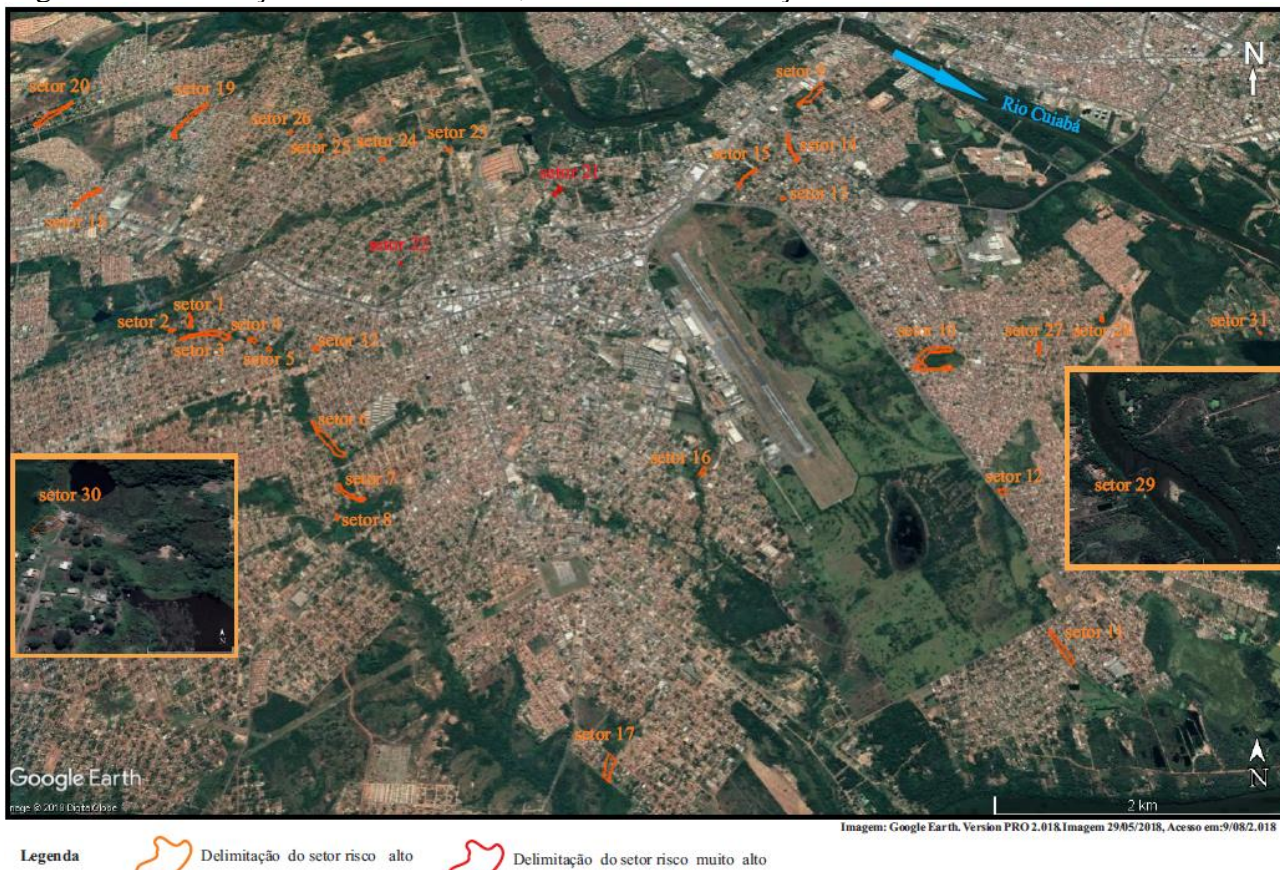 N
setor 9
setor 20
setor 19
Rio Cuiabá
setor 26
setor 25
setor 24
setor 23
setor 14
setor 15
setor 21
setor 13
setor 18
setor 22
setor 1
setor 2
setor 3
setor 4
setor 5
setor 32
setor 10
setor 27
setor 28
setor 31
setor 6
setor 7
setor 8
setor 16
setor 12
setor 29
setor 30
N
setor 11
setor 17
N
Google Earth
2 km
Imagem: Google Earth. Version PRO 2.018.Imagem 29/05/2018, Acesso em:9/08/2.018
Legenda
Delimitação do setor risco alto
Delimitação do setor risco muito alto